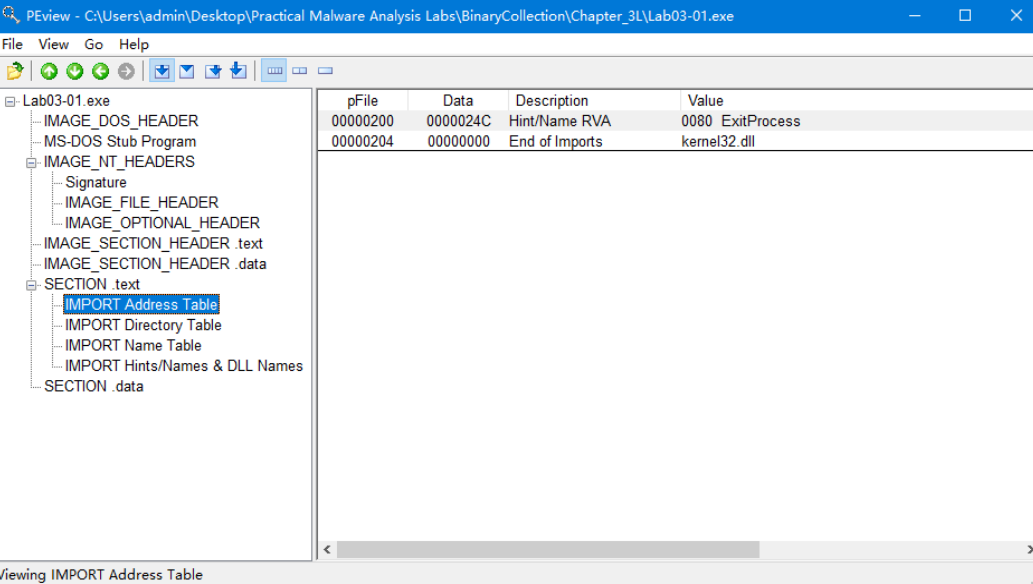 PEview - C:\Users\admin\Desktop\Practical Malware Analysis Labs\BinaryCollection\Chapter_3L\Lab03-01.exe
File View Go Help
Lab03-01.exe
IMAGE_DOS_HEADER
MS-DOS Stub Program
IMAGE_NT_HEADERS
Signature
IMAGE_FILE_HEADER
IMAGE_OPTIONAL_HEADER
IMAGE_SECTION_HEADER .text
IMAGE_SECTION_HEADER .data
SECTION .text
IMPORT Address Table
IMPORT Directory Table
IMPORT Name Table
IMPORT Hints/Names & DLL Names
SECTION .data
pFile Data Description Value
00000200 0000024C Hint/Name RVA 0080 ExitProcess
00000204 00000000 End of Imports kernel32.dll
Viewing IMPORT Address Table